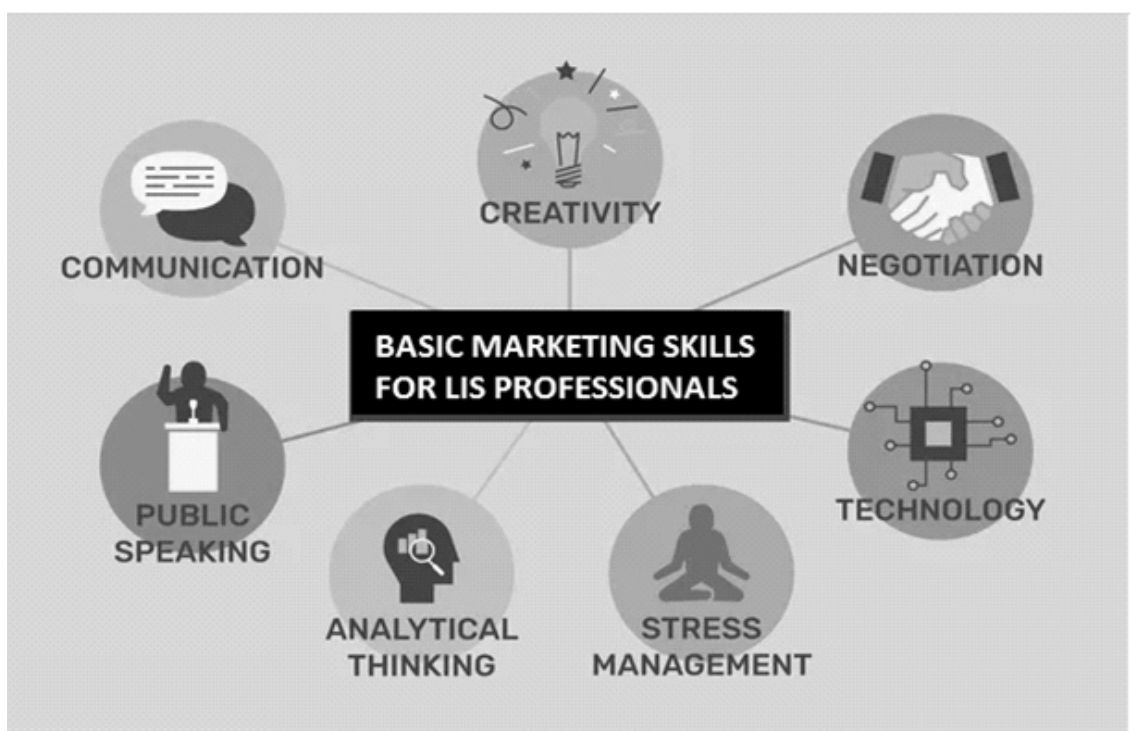 CREATIVITY
COMMUNICATION
NEGOTIATION
BASIC MARKETING SKILLS
FOR LIS PROFESSIONALS
PUBLIC
SPEAKING
TECHNOLOGY
ANALYTICAL
THINKING
STRESS
MANAGEMENT